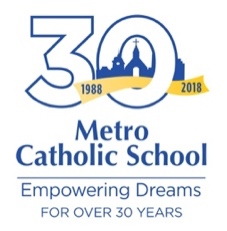 30
1988 2018
Metro
Catholic School
Empowering Dreams
FOR OVER 30 YEARS